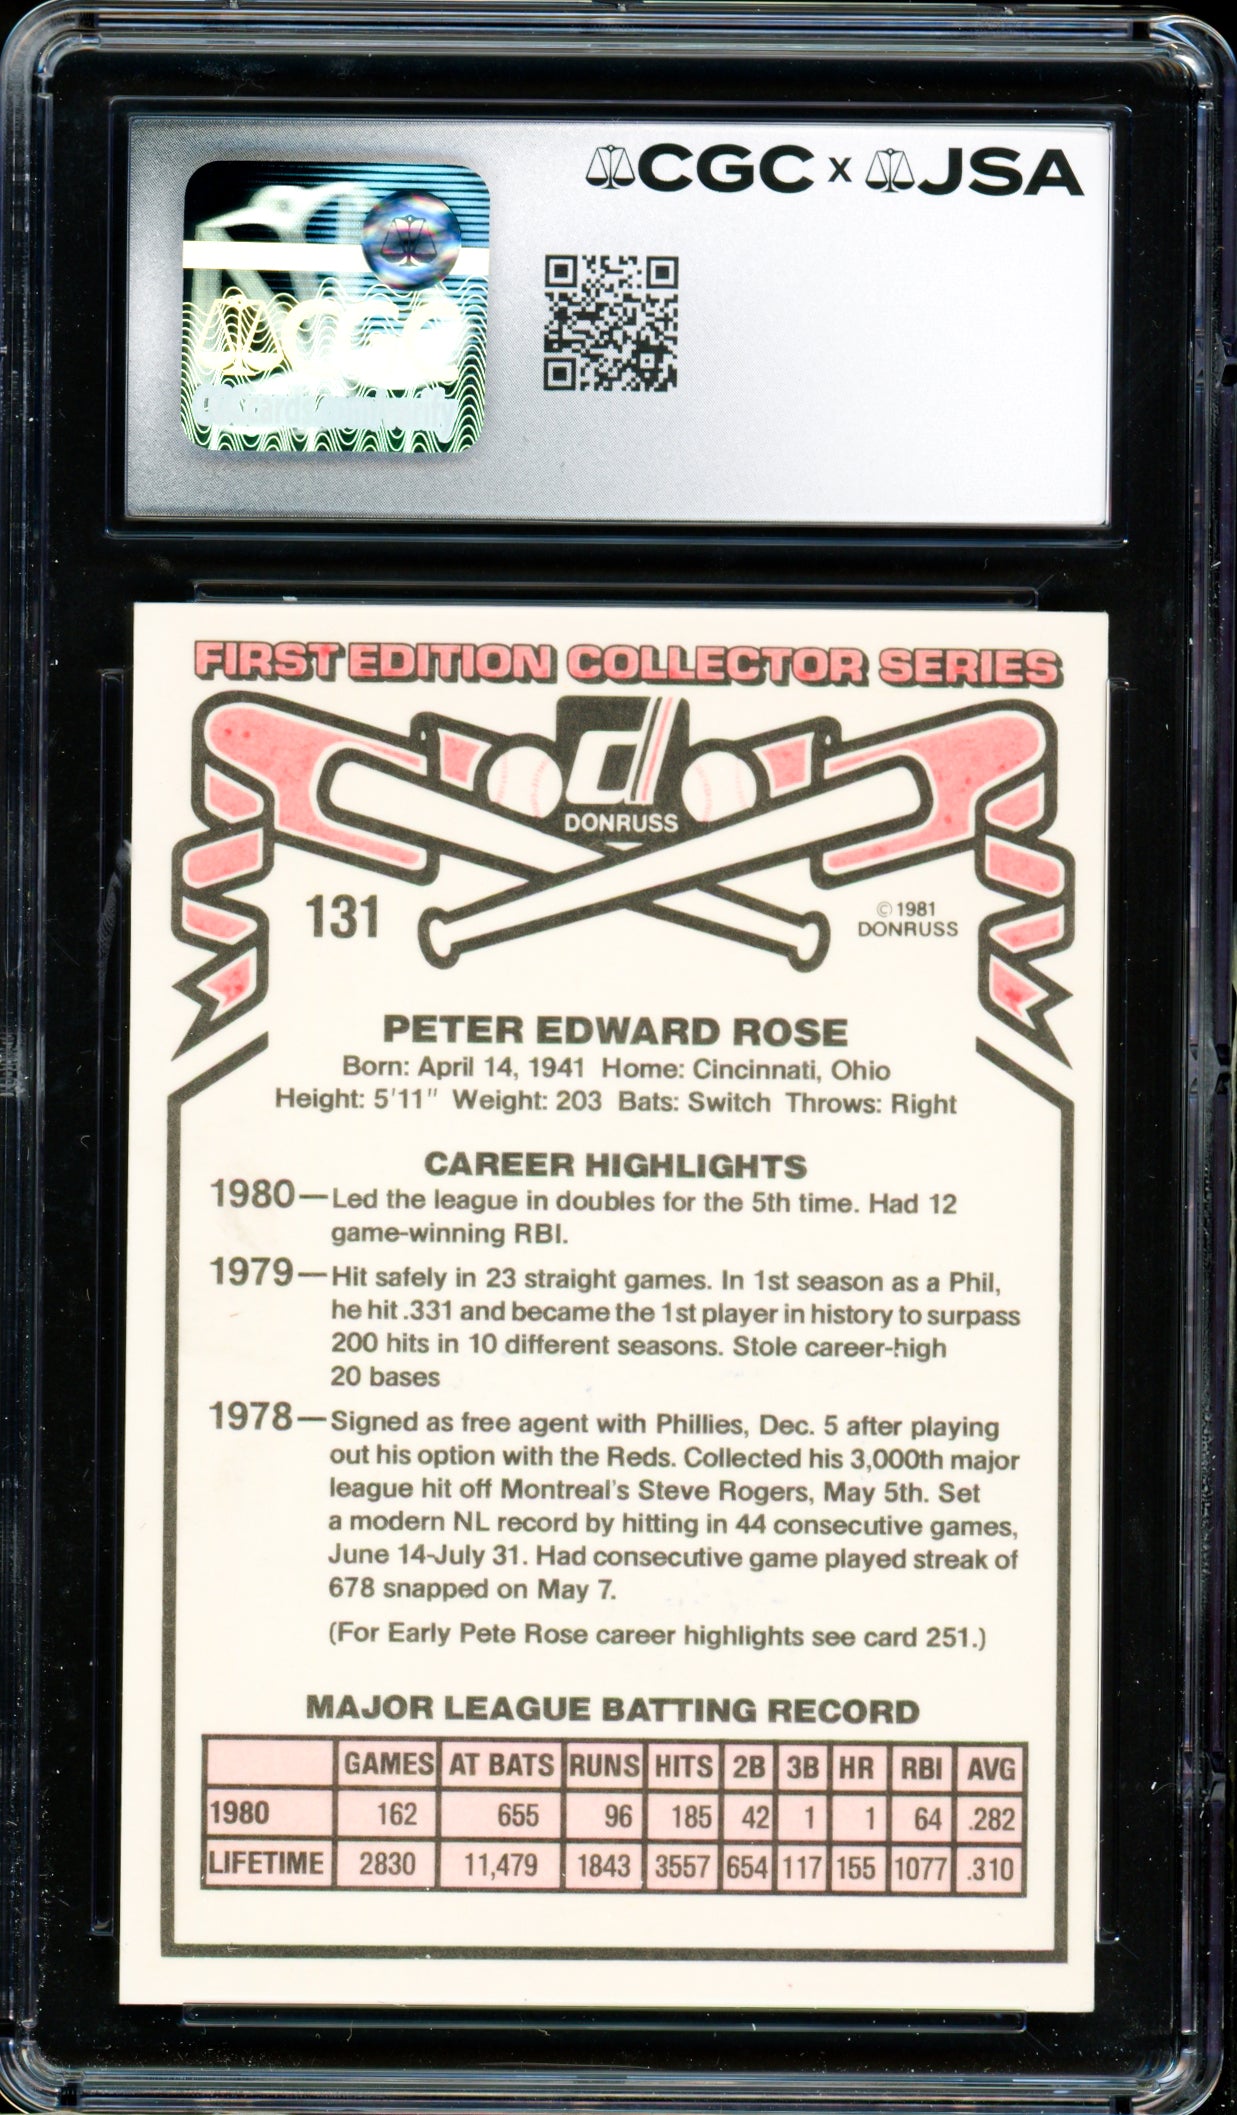 CGC x JSA
CGC
FIRST EDITION COLLECTOR SERIES
d
DONRUSS
131
© 1981
DONRUSS
PETER EDWARD ROSE
Born: April 14, 1941 Home: Cincinnati, Ohio
Height: 5'11" Weight: 203 Bats: Switch Throws: Right
CAREER HIGHLIGHTS
1980—Led the league in doubles for the 5th time. Had 12
game-winning RBI.
1979—Hit safely in 23 straight games. In 1st season as a Phil,
he hit .331 and became the 1st player in history to surpass
200 hits in 10 different seasons. Stole career-high
20 bases
1978—Signed as free agent with Phillies, Dec. 5 after playing
out his option with the Reds. Collected his 3,000th major
league hit off Montreal's Steve Rogers, May 5th. Set
a modern NL record by hitting in 44 consecutive games,
June 14-July 31. Had consecutive game played streak of
678 snapped on May 7.
(For Early Pete Rose career highlights see card 251.)
MAJOR LEAGUE BATTING RECORD
GAMES AT BATS RUNS HITS 2B 3B HR RBI AVG
1980 162 655 96 185 42 1 1 64 .282
LIFETIME 2830 11,479 1843 3557 654 117 155 1077 .310